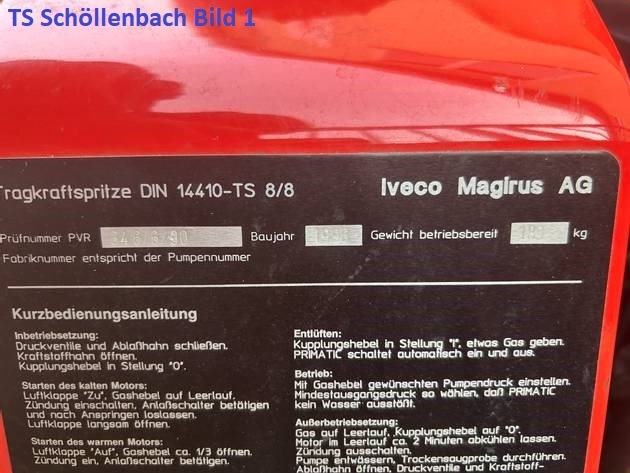 TS Schöllenbach Bild 1
Tragkraftspritze DIN 14410-TS 8/8
Iveco Magirus AG
Prüfnummer PVR Baujahr Gewicht betriebsbereit kg
Fabriknummer entspricht der Pumpennummer
Kurzbedienungsanleitung
Inbetriebsetzung:
Druckventile und Ablaßhahn schließen.
Kraftstoffhahn öffnen.
Kupplungshebel in Stellung "0".
Starten des kalten Motors:
Luftklappe "Zu", Gashebel auf Leerlauf.
Zündung einschalten, Anlaßschalter betätigen
und nach Anspringen loslassen.
Luftklappe langsam öffnen.
Starten des warmen Motors:
Luftklappe "Auf", Gashebel ca. 1/3 öffnen.
Zündung ein, Anlaßschalter betätigen
Entlüften:
Kupplungshebel in Stellung "I", etwas Gas geben.
PRIMATIC schaltet automatisch ein und aus.
Betrieb:
Mit Gashebel gewünschten Pumpendruck einstellen.
Mindestausgangsdruck so wählen, daß PRIMATIC
kein Wasser ausstößt.
Außerbetriebsetzung:
Gas auf Leerlauf, Kupplungshebel auf "0".
Motor im Leerlauf ca. 2 Minuten abkühlen lassen.
Zündung ausschalten.
Pumpe entwässern, Trockensaugprobe durchführen.
Ablaßhahn öffnen, Druckventile und Kraftstoff